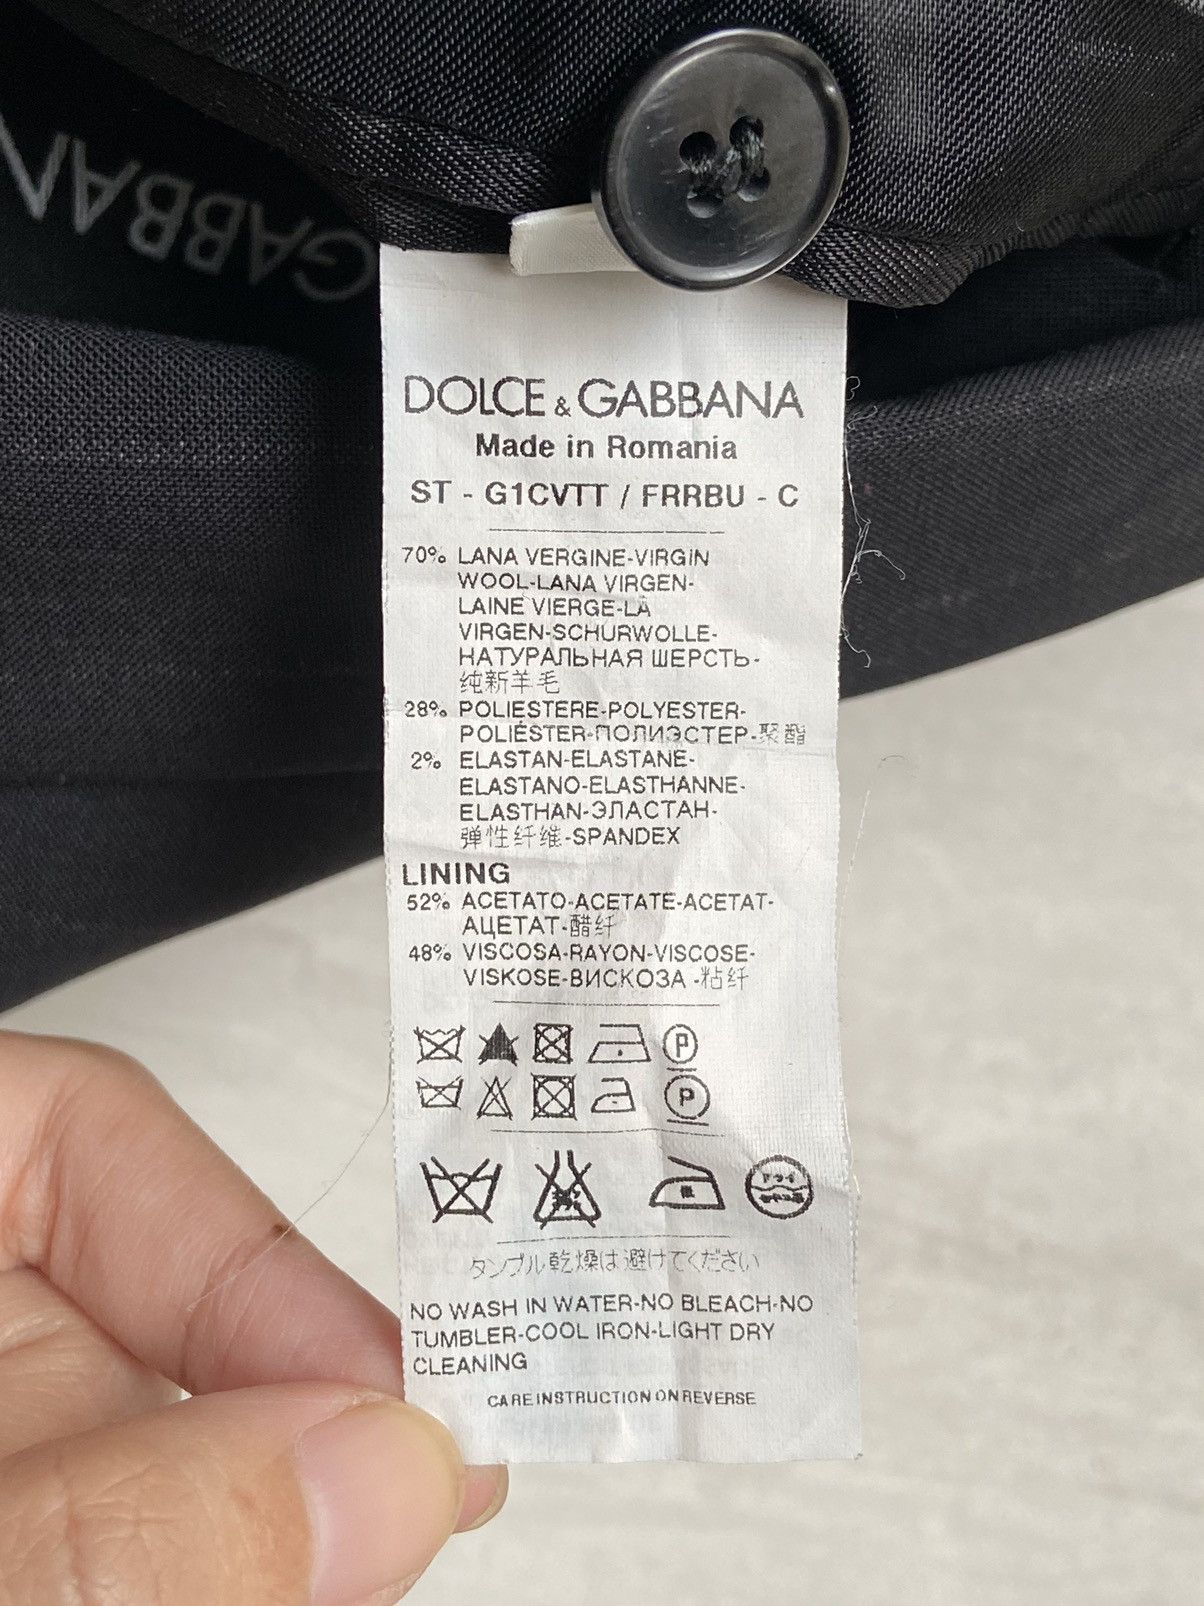 GABBAN
DOLCE & GABBANA
Made in Romania
ST - G1CVTT / FRRBU - C
70% LANA VERGINE-VIRGIN
WOOL-LANA VIRGEN-
LAINE VIERGE-LÃ
VIRGEN-SCHURWOLLE-
НАТУРАЛЬНАЯ ШЕРСТЬ-
纯新羊毛
28% POLIESTERE-POLYESTER-
POLIÉSTER-ПОЛИЭСТЕР-聚酯
2% ELASTAN-ELASTANE-
ELASTANO-ELASTHANNE-
ELASTHAN-ЭЛАСТАН-
弹性纤维-SPANDEX
LINING
52% ACETATO-ACETATE-ACETAT-
АЦЕТАТ-醋纤
48% VISCOSA-RAYON-VISCOSE-
VISKOSE-ВИСКОЗА -粘纤
P
P
タンブル乾燥は避けてください
NO WASH IN WATER-NO BLEACH-NO
TUMBLER-COOL IRON-LIGHT DRY
CLEANING
CARE INSTRUCTION ON REVERSE